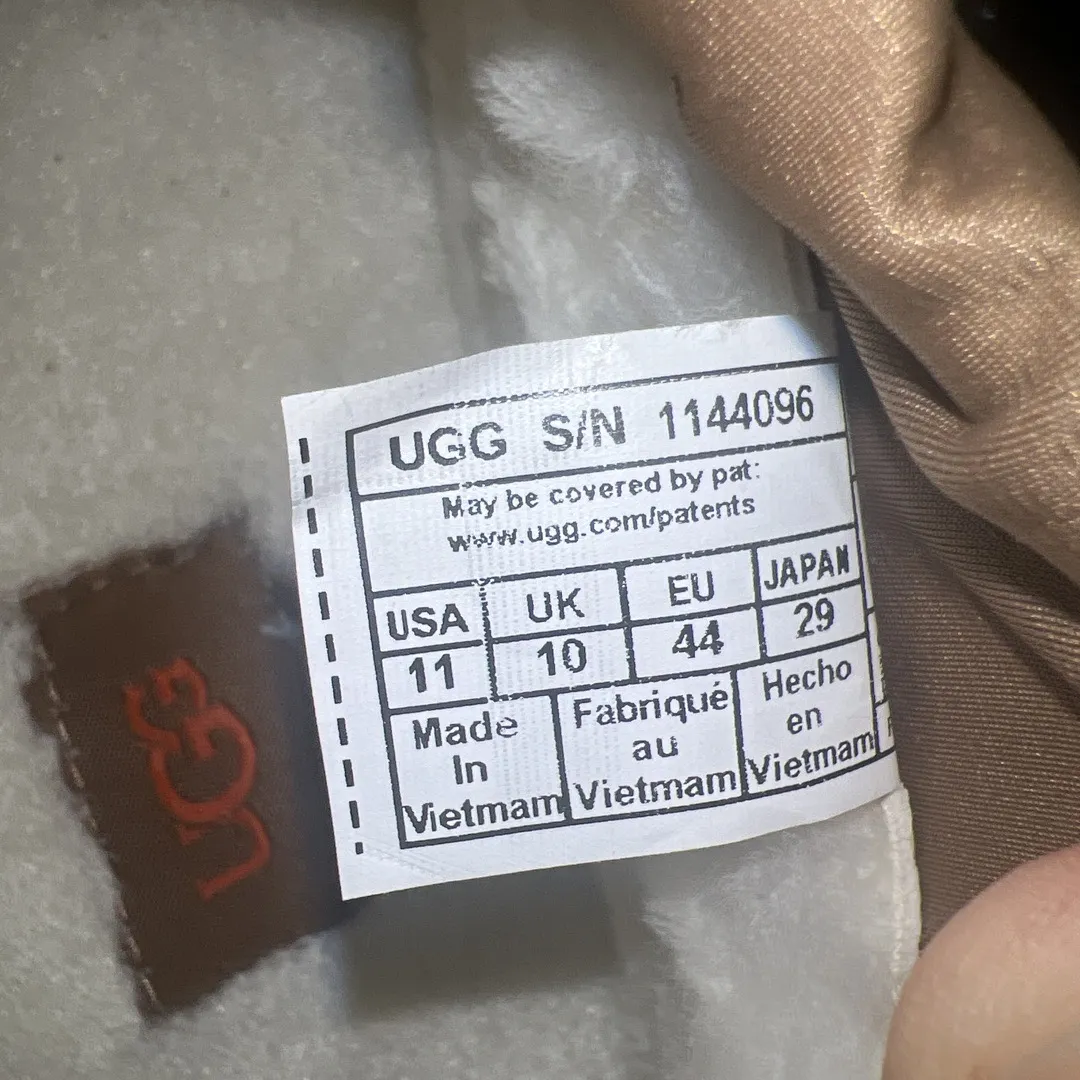 UGG S/N 1144096
May be covered by pat:
www.ugg.com/patents
USA UK EU JAPAN
11 10 44 29
Made
In
Vietmam
Fabriqué
au
Vietmam
Hecho
en
Vietmam
UGG